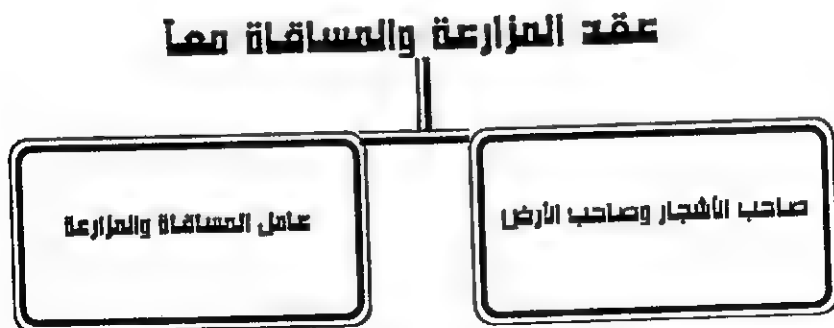 عقد المزارعة والمساقاة معا
صاحب الأشجار وصاحب الأرض
عامل المساقاة والمزارعة